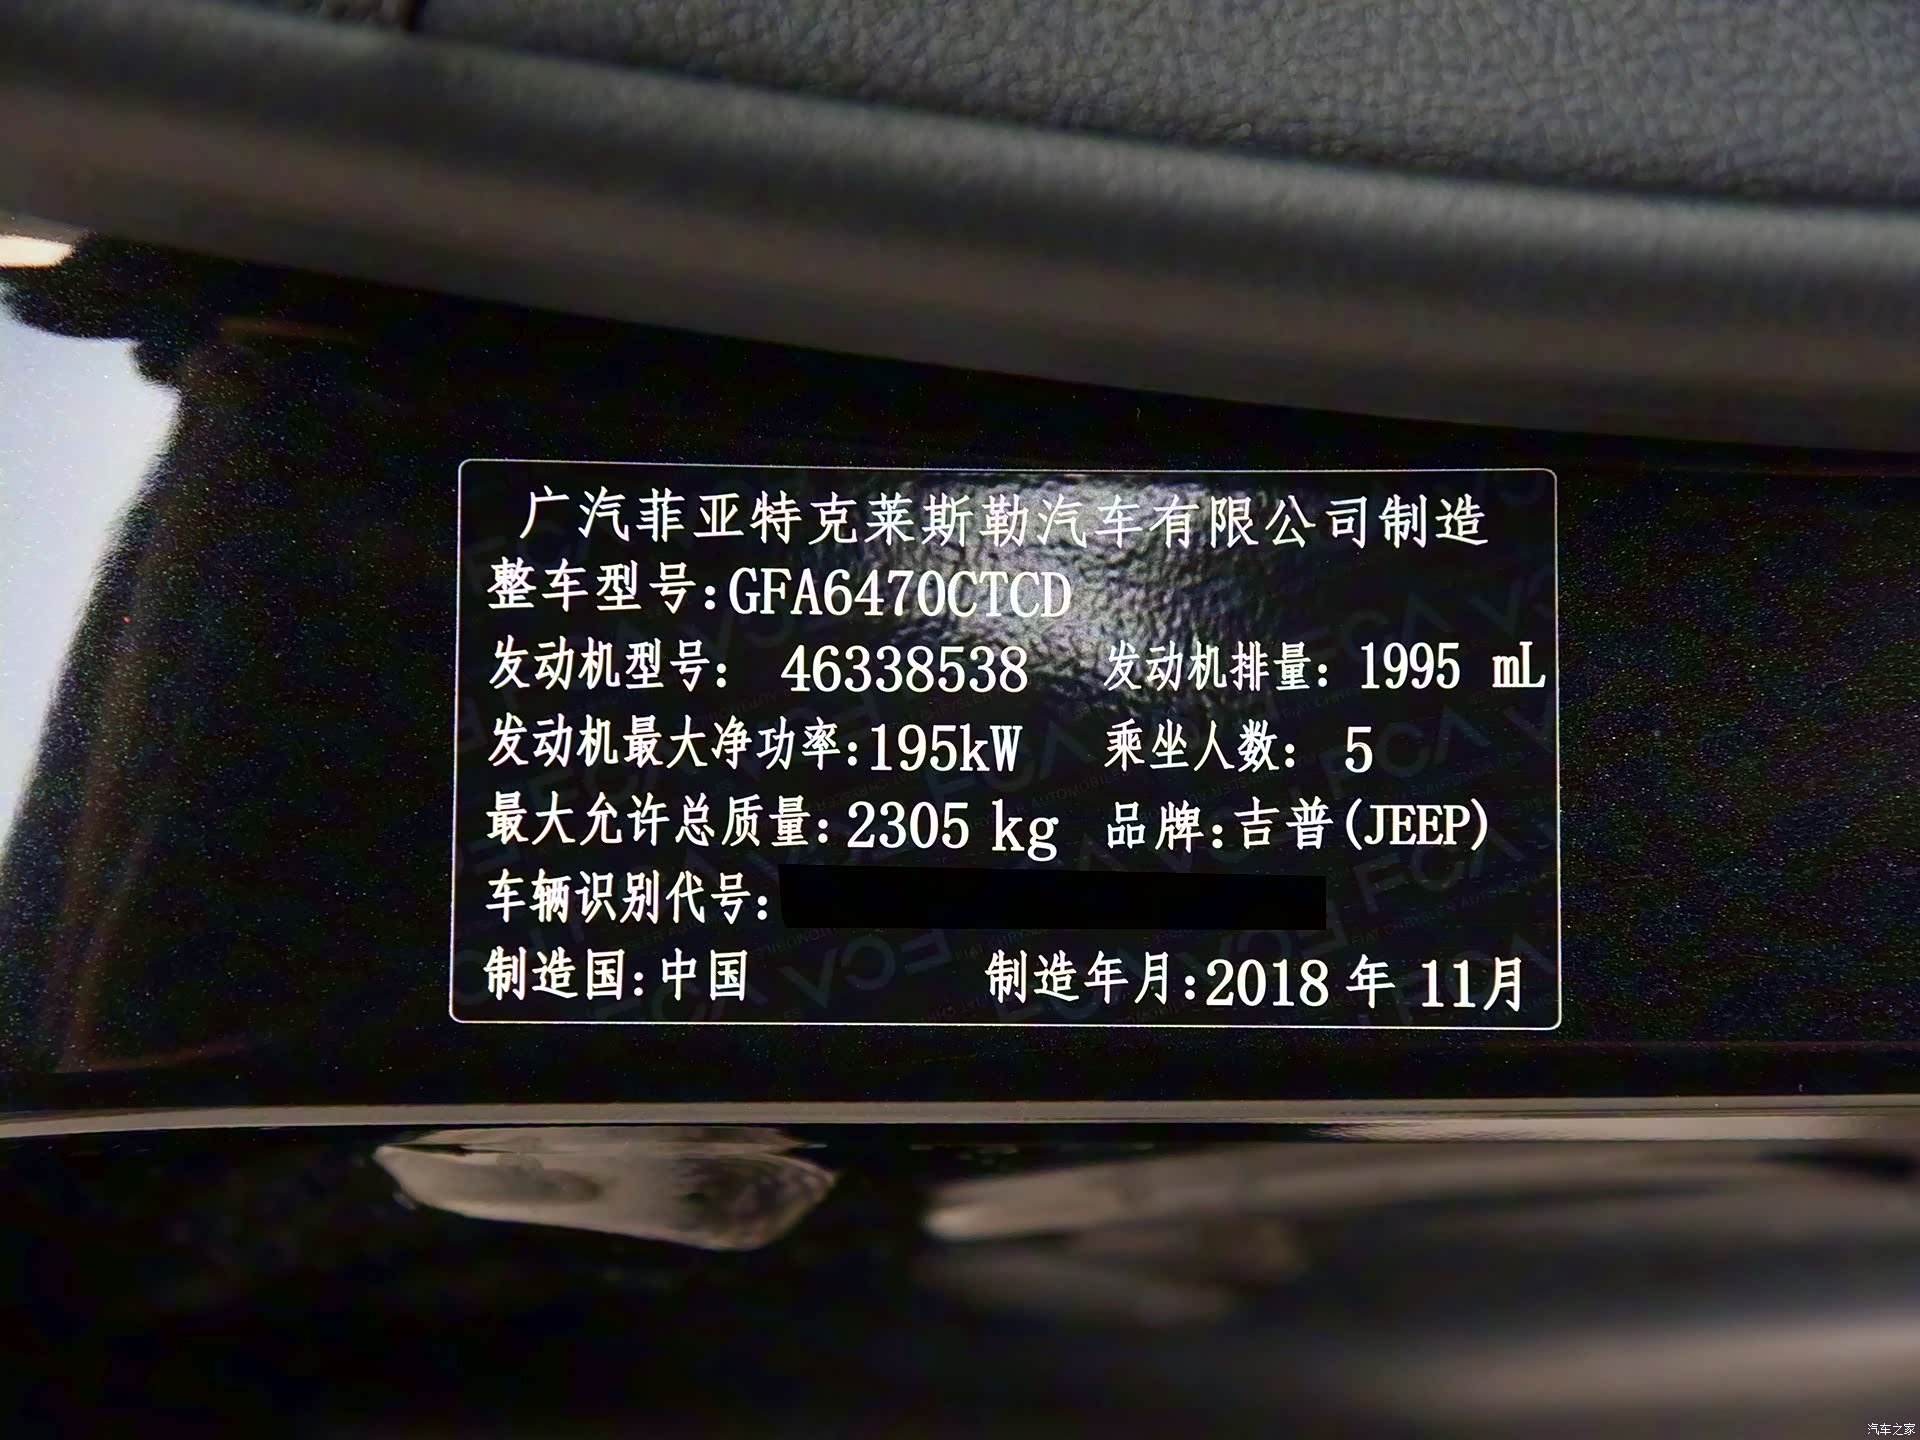 广汽菲亚特克莱斯勒汽车有限公司制造
整车型号:GFA6470CTCD
发动机型号: 46338538 发动机排量: 1995 mL
发动机最大净功率:195kW 乘坐人数: 5
最大允许总质量:2305 kg 品牌:吉普(JEEP)
车辆识别代号:
制造国:中国 制造年月:2018 年 11月
汽车之家